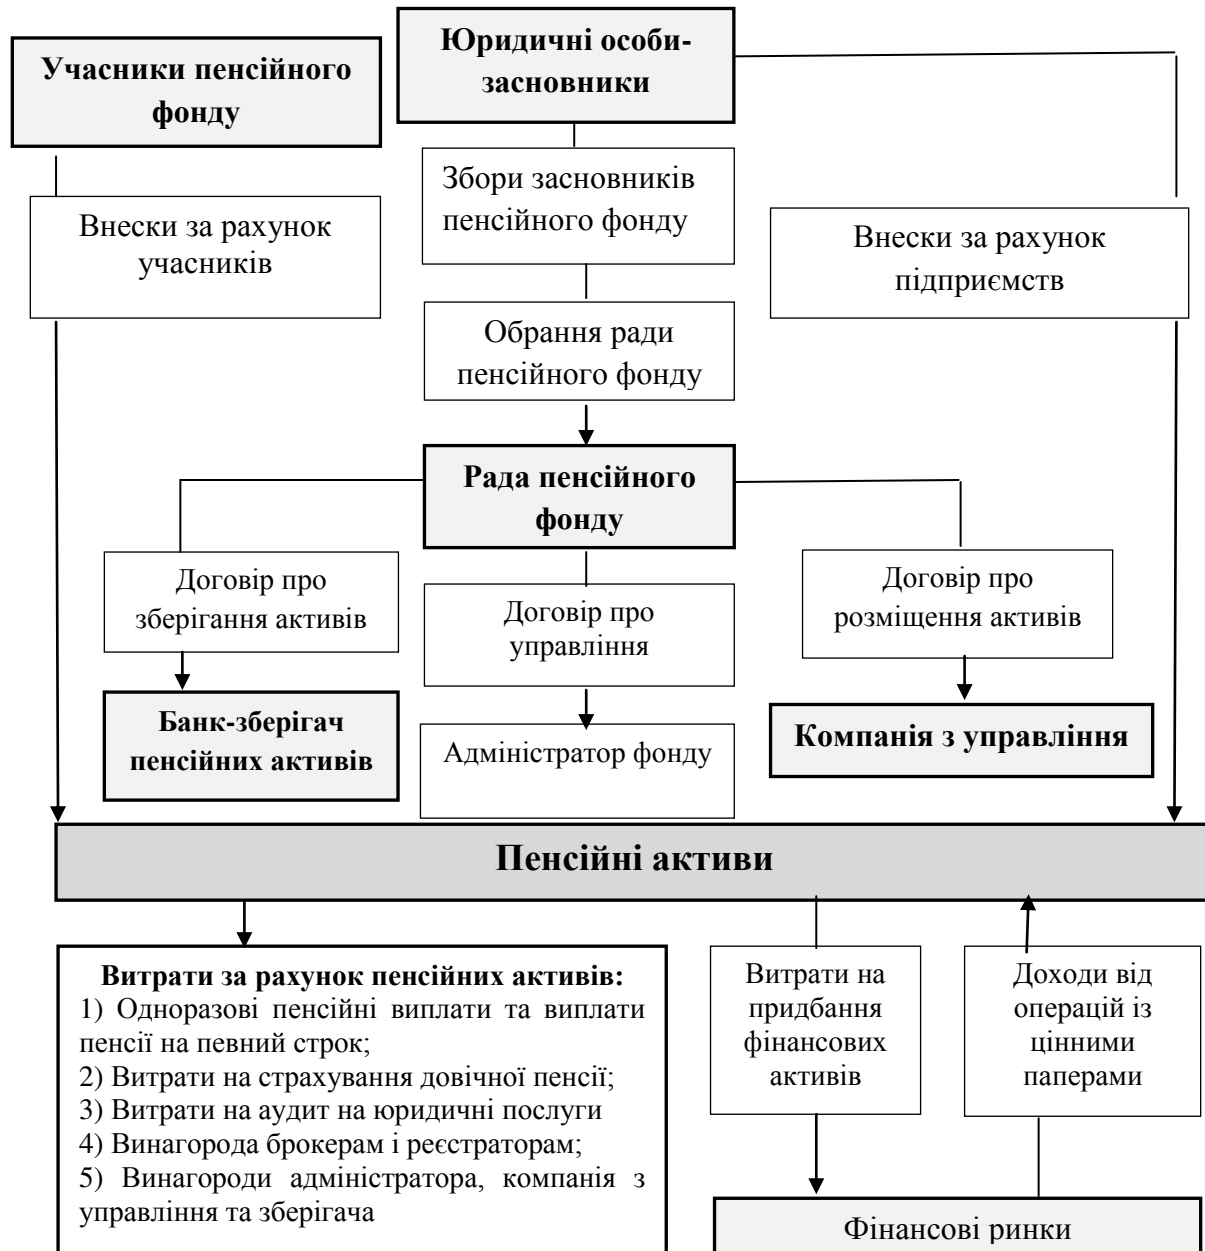 Учасники пенсійного
фонду
Юридичні особи-
засновники
Внески за рахунок
учасників
Збори засновників
пенсійного фонду
Внески за рахунок
підприємств
Обрання ради
пенсійного фонду
Рада пенсійного
фонду
Договір про
зберігання активів
Договір про
управління
Договір про
розміщення активів
Банк-зберігач
пенсійних активів
Адміністратор фонду
Компанія з управління
Пенсійні активи
Витрати за рахунок пенсійних активів:
1) Одноразові пенсійні виплати та виплати
пенсії на певний строк;
2) Витрати на страхування довічної пенсії;
3) Витрати на аудит на юридичні послуги
4) Винагорода брокерам і реєстраторам;
5) Винагороди адміністратора, компанія з
управління та зберігача
Витрати на
придбання
фінансових
активів
Доходи від
операцій із
цінними
паперами
Фінансові ринки